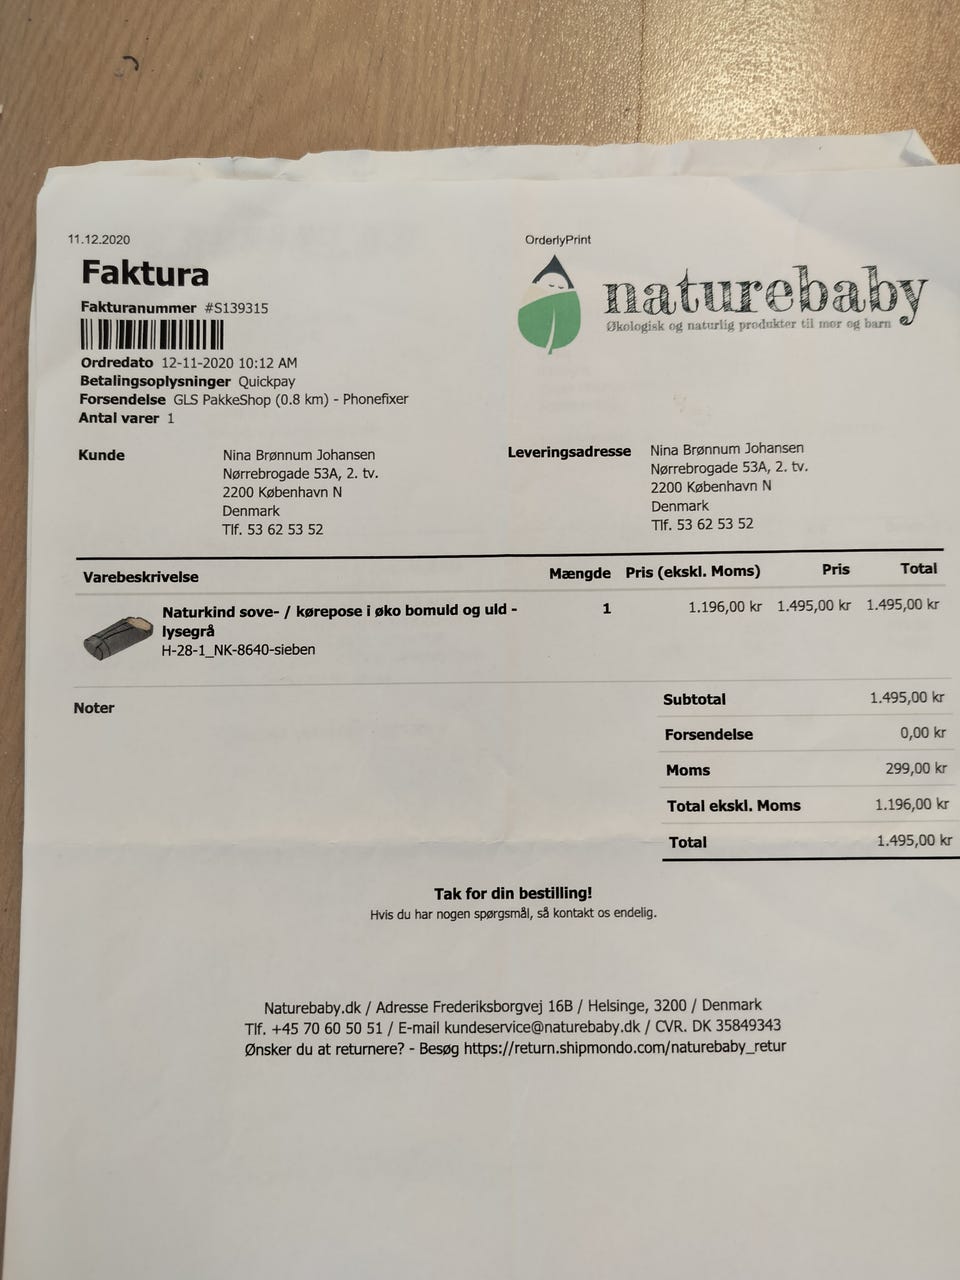 11.12.2020
OrderlyPrint
Faktura
naturebaby
Økologisk og naturlig produkter til mor og barn
Fakturanummer #S139315
Ordredato 12-11-2020 10:12 AM
Betalingsoplysninger Quickpay
Forsendelse GLS PakkeShop (0.8 km) - Phonefixer
Antal varer 1
Kunde
Nina Brønnum Johansen
Nørrebrogade 53A, 2. tv.
2200 København N
Denmark
Tlf. 53 62 53 52
Leveringsadresse
Nina Brønnum Johansen
Nørrebrogade 53A, 2. tv.
2200 København N
Denmark
Tlf. 53 62 53 52
Varebeskrivelse Mængde Pris (ekskl. Moms) Pris Total
Naturkind sove- / kørepose i øko bomuld og uld - 1 1.196,00 kr 1.495,00 kr 1.495,00 kr
lysegrå
H-28-1_NK-8640-sieben
Noter
Subtotal 1.495,00 kr
Forsendelse 0,00 kr
Moms 299,00 kr
Total ekskl. Moms 1.196,00 kr
Total 1.495,00 kr
Tak for din bestilling!
Hvis du har nogen spørgsmål, så kontakt os endelig.
Naturebaby.dk / Adresse Frederiksborgvej 16B / Helsinge, 3200 / Denmark
Tlf. +45 70 60 50 51 / E-mail kundeservice@naturebaby.dk / CVR. DK 35849343
Ønsker du at returnere? - Besøg https://return.shipmondo.com/naturebaby_retur